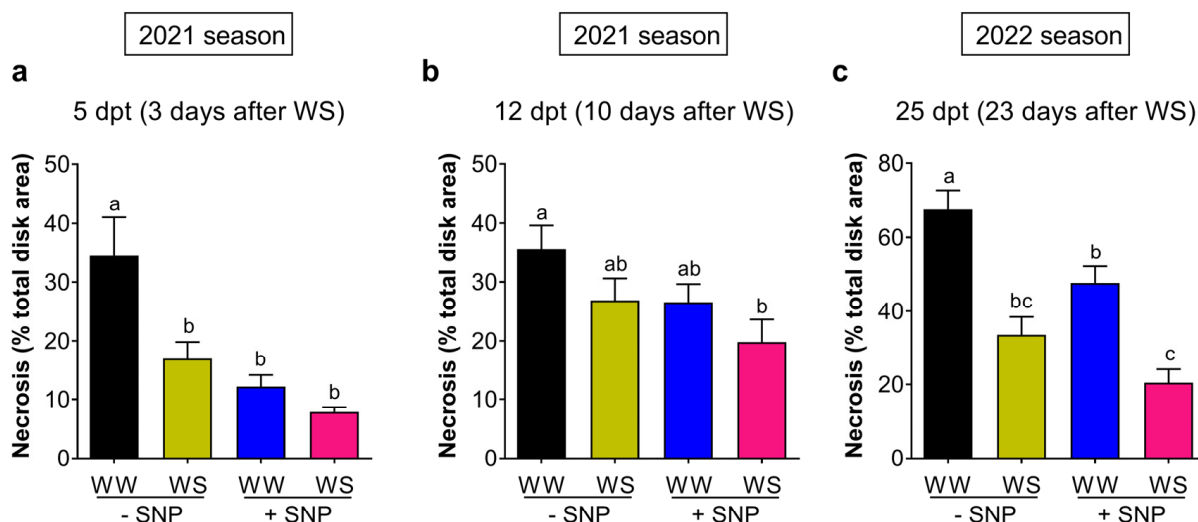 2021 season
a
5 dpt (3 days after WS)
Necrosis (% total disk area)
50
40
30
20
10
0
a
b
b
b
WW WS WW WS
- SNP + SNP
2021 season
b
12 dpt (10 days after WS)
Necrosis (% total disk area)
50
40
30
20
10
0
a
ab
ab
b
WW WS WW WS
- SNP + SNP
2022 season
c
25 dpt (23 days after WS)
Necrosis (% total disk area)
80
60
40
20
0
a
bc
b
c
WW WS WW WS
- SNP + SNP